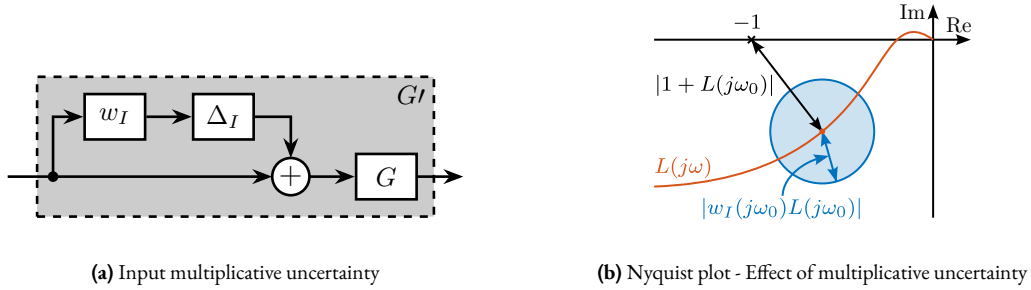 G′
w_I
Δ_I
+
G
(a) Input multiplicative uncertainty
Im
Re
−1
|1 + L(jω₀)|
L(jω)
|w_I(jω₀)L(jω₀)|
(b) Nyquist plot - Effect of multiplicative uncertainty